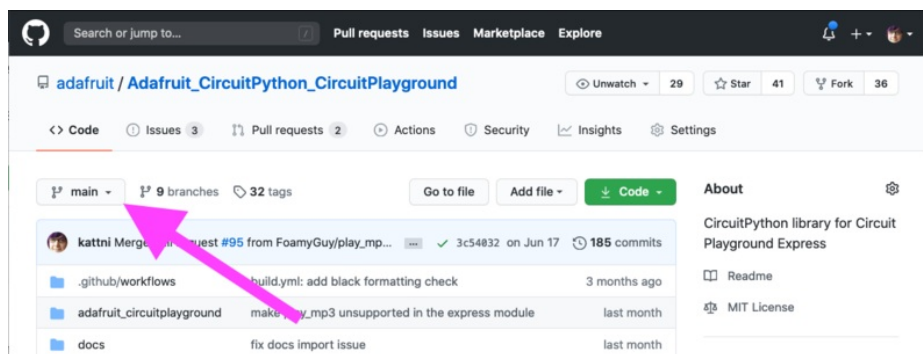 Search or jump to... / Pull requests Issues Marketplace Explore
adafruit / Adafruit_CircuitPython_CircuitPlayground Unwatch 29 Star 41 Fork 36
Code Issues 3 Pull requests 2 Actions Security Insights Settings
main 9 branches 32 tags Go to file Add file Code About
CircuitPython library for Circuit
Playground Express
kattni #95 from FoamyGuy/play_mp... ... 3c54032 on Jun 17 185 commits
.github/workflows build.yml: add black formatting check 3 months ago
Readme
adafruit_circuitplayground make unsupported in the express module last month
MIT License
docs fix docs import issue last month